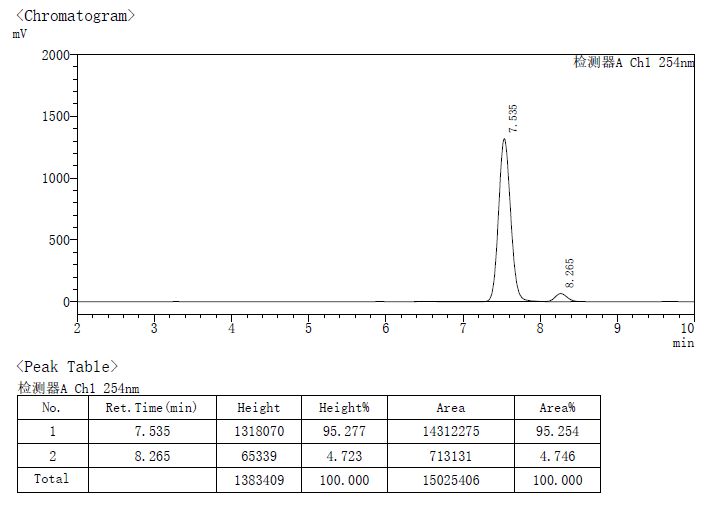 <Chromatogram>
mV
2000
检测器A Ch1 254nm
7.535
1500
1000
500
8.265
0
2 3 4 5 6 7 8 9 10
min
<Peak Table>
检测器A Ch1 254nm
No. Ret.Time(min) Height Height% Area Area%
1 7.535 1318070 95.277 14312275 95.254
2 8.265 65339 4.723 713131 4.746
Total 1383409 100.000 15025406 100.000